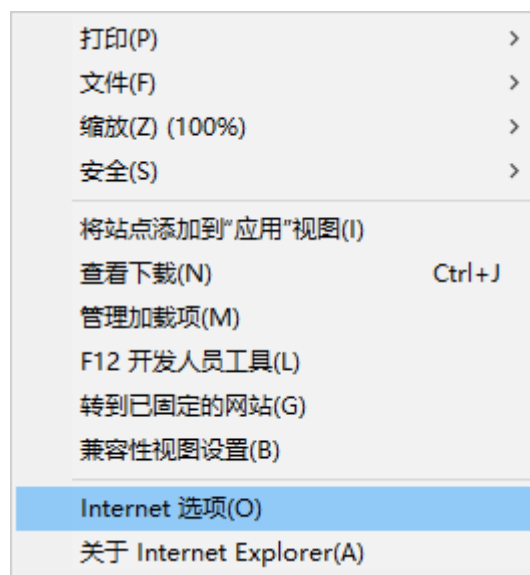 打印(P)
文件(F)
缩放(Z) (100%)
安全(S)
将站点添加到“应用”视图(I)
查看下载(N) Ctrl+J
管理加载项(M)
F12 开发人员工具(L)
转到已固定的网站(G)
兼容性视图设置(B)
Internet 选项(O)
关于 Internet Explorer(A)